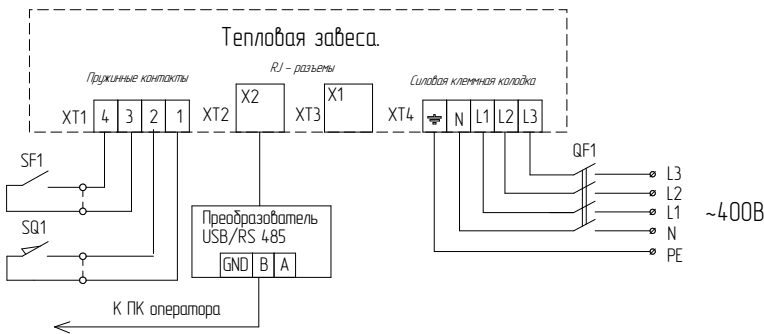 Тепловая завеса.
RJ - разъемы
Пружинные контакты
Силовая клеммная колодка
XT1 4 3 2 1
XT2 X2
XT3 X1
XT4 N L1 L2 L3
SF1
QF1
L3
L2
L1
N
PE
~400В
SQ1
Преобразователь
USB/RS 485
GND B A
К ПК оператора